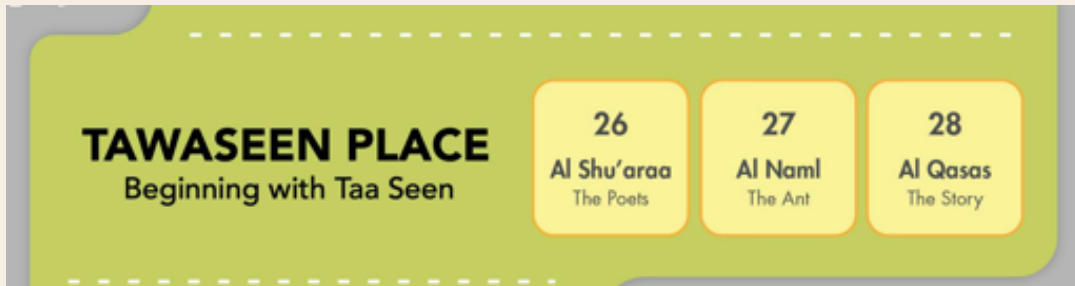 TAWASEEN PLACE
Beginning with Taa Seen
26
Al Shu'araa
The Poets
27
Al Naml
The Ant
28
Al Qasas
The Story